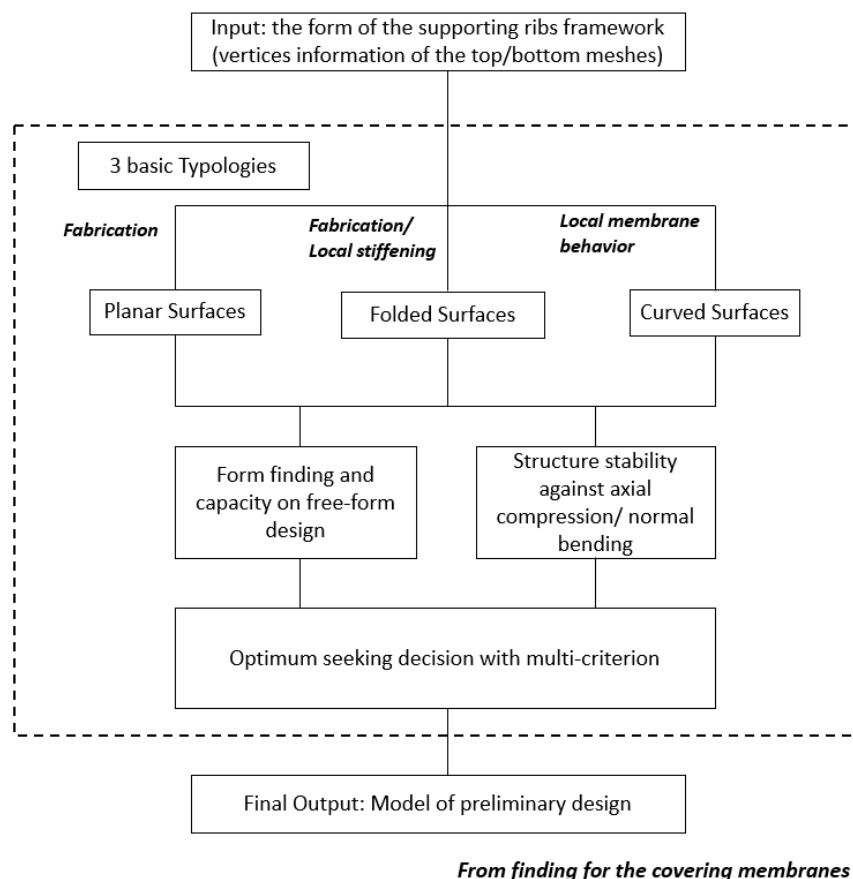 Input: the form of the supporting ribs framework
(vertices information of the top/bottom meshes)
3 basic Typologies
Fabrication
Fabrication/
Local stiffening
Local membrane
behavior
Planar Surfaces
Folded Surfaces
Curved Surfaces
Form finding and
capacity on free-form
design
Structure stability
against axial
compression/ normal
bending
Optimum seeking decision with multi-criterion
Final Output: Model of preliminary design
From finding for the covering membranes